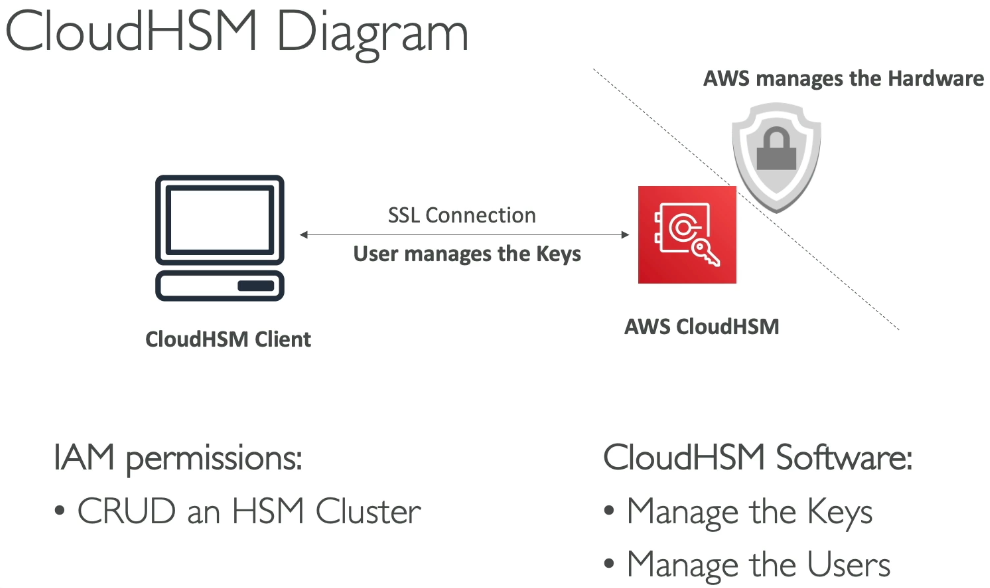 CloudHSM Diagram
AWS manages the Hardware
SSL Connection
User manages the Keys
CloudHSM Client
AWS CloudHSM
IAM permissions:
• CRUD an HSM Cluster
CloudHSM Software:
• Manage the Keys
• Manage the Users